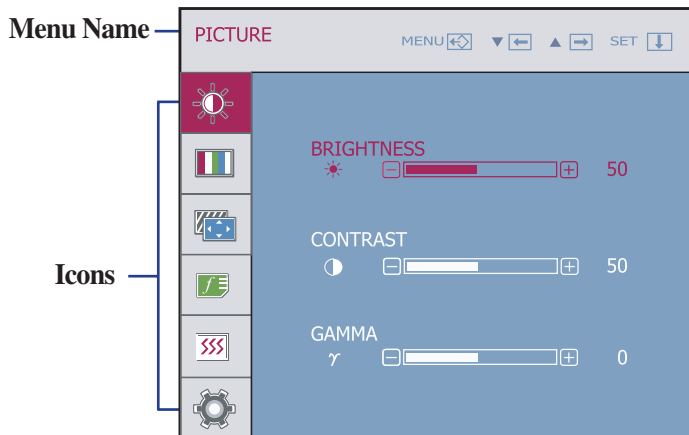 Menu Name
PICTURE MENU ▼ ▲ SET
BRIGHTNESS
50
CONTRAST
50
Icons
GAMMA
γ 0